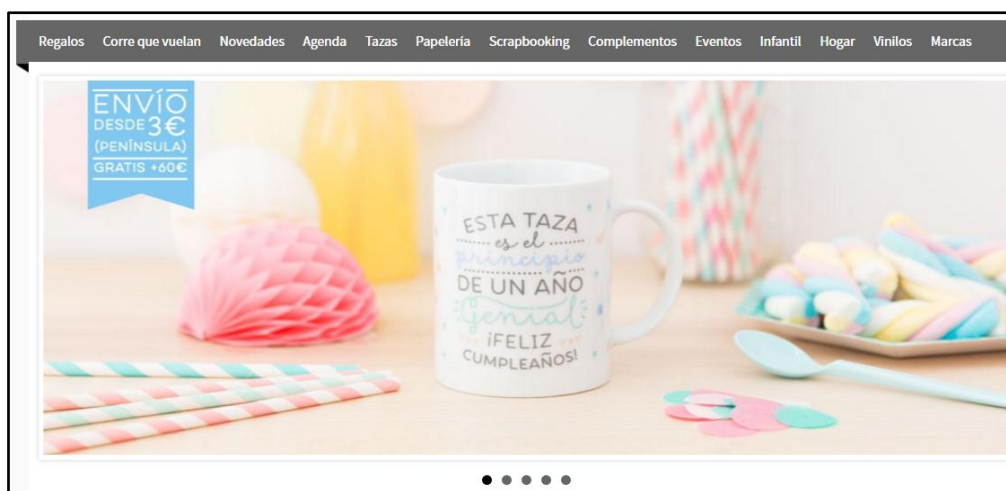 Regalos Corre que vuelan Novedades Agenda Tazas Papelería Scrapbooking Complementos Eventos Infantil Hogar Vinilos Marcas
ENVÍO
DESDE 3€
(PENÍNSULA)
GRATIS +60€
ESTA TAZA
es el
principio
DE UN AÑO
Genial
¡FELIZ
CUMPLEAÑOS!